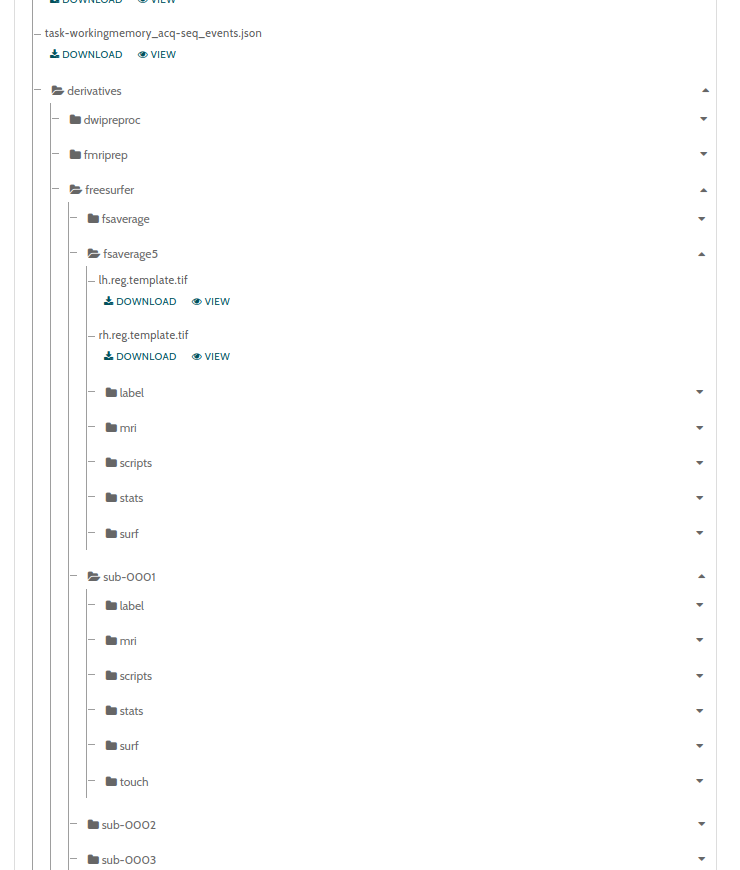 DOWNLOAD VIEW
task-workingmemory_acq-seq_events.json
DOWNLOAD VIEW
derivatives
dwipreproc
fmriprep
freesurfer
fsaverage
fsaverage5
lh.reg.template.tif
DOWNLOAD VIEW
rh.reg.template.tif
DOWNLOAD VIEW
label
mri
scripts
stats
surf
sub-0001
label
mri
scripts
stats
surf
touch
sub-0002
sub-0003